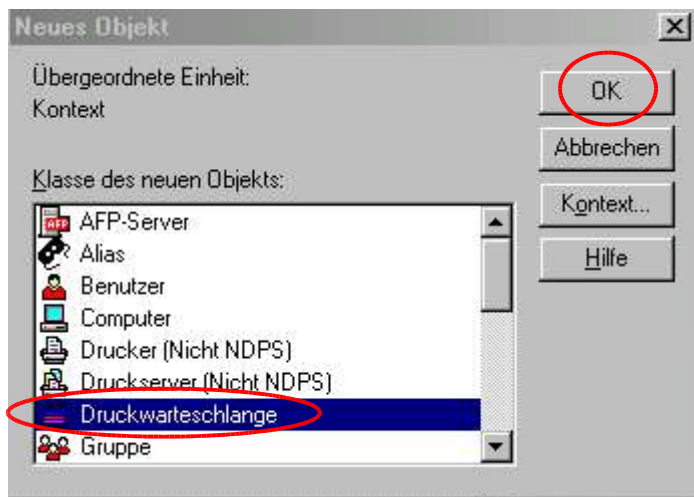 Neues Objekt
Übergeordnete Einheit:
Kontext
Klasse des neuen Objekts:
AFP-Server
Alias
Benutzer
Computer
Drucker (Nicht NDPS)
Druckserver (Nicht NDPS)
Druckwarteschlange
Gruppe
OK
Abbrechen
Kontext...
Hilfe